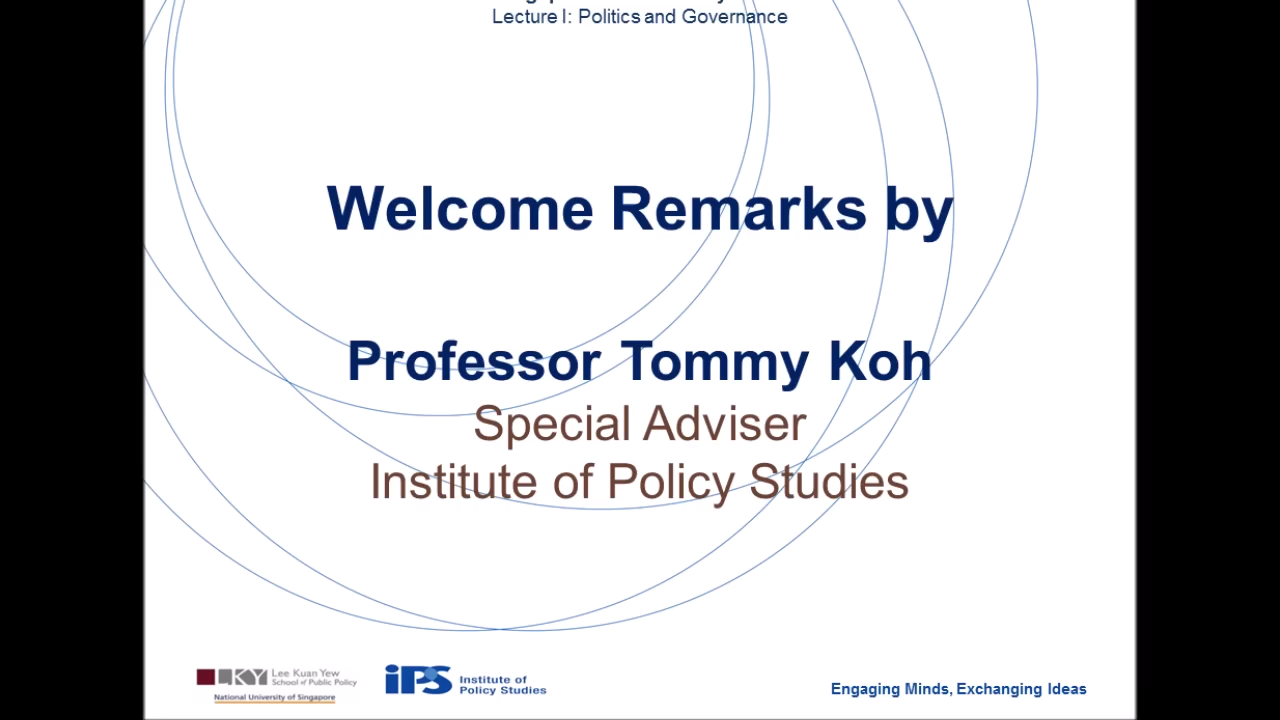 Lecture I: Politics and Governance
Welcome Remarks by
Professor Tommy Koh
Special Adviser
Institute of Policy Studies
LKY Lee Kuan Yew
School of Public Policy
National University of Singapore
iPS Institute of
Policy Studies
Engaging Minds, Exchanging Ideas